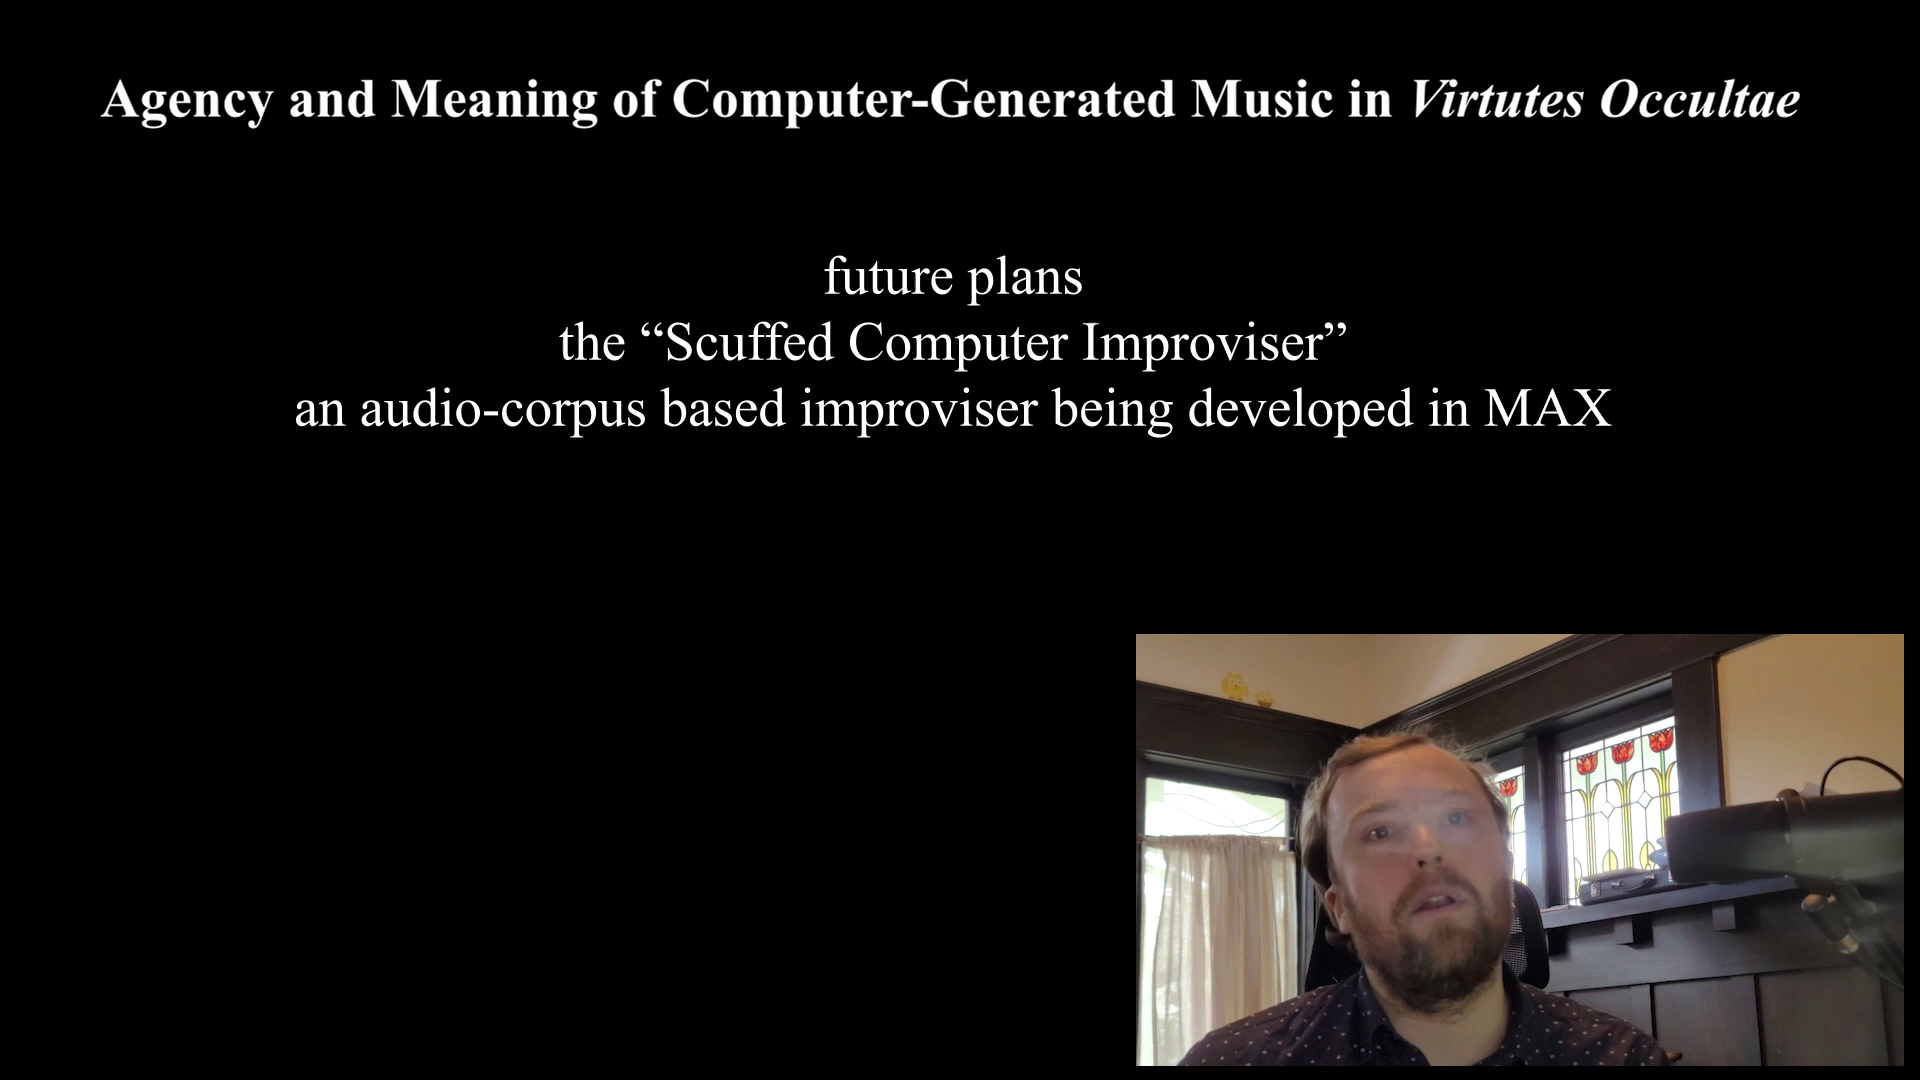 Agency and Meaning of Computer-Generated Music in Virtutes Occultae
future plans
the “Scuffed Computer Improviser”
an audio-corpus based improviser being developed in MAX